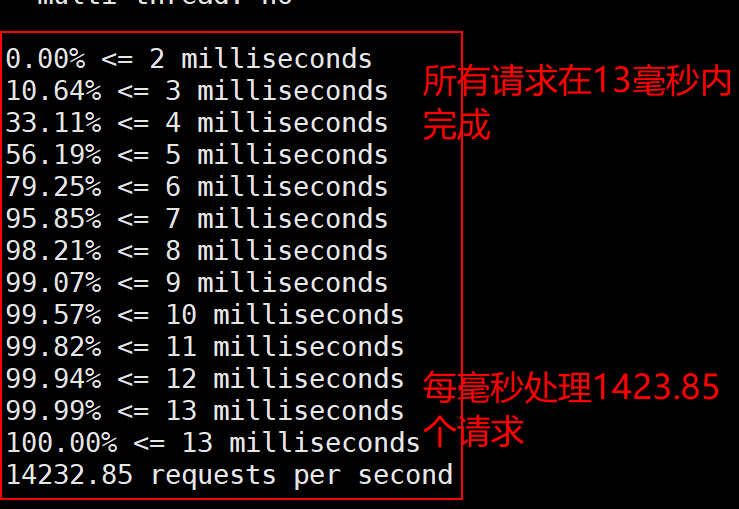 multi thread: no
0.00% <= 2 milliseconds
10.64% <= 3 milliseconds
所有请求在13毫秒内
33.11% <= 4 milliseconds
完成
56.19% <= 5 milliseconds
79.25% <= 6 milliseconds
95.85% <= 7 milliseconds
98.21% <= 8 milliseconds
99.07% <= 9 milliseconds
99.57% <= 10 milliseconds
99.82% <= 11 milliseconds
99.94% <= 12 milliseconds
每毫秒处理1423.85
99.99% <= 13 milliseconds
个请求
100.00% <= 13 milliseconds
14232.85 requests per second